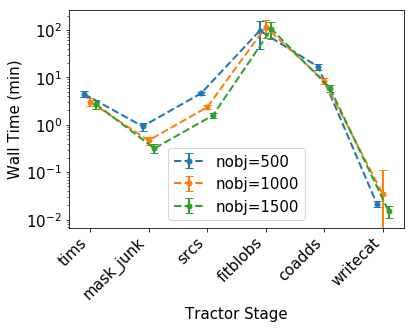 Wall Time (min)
10²
10¹
10⁰
10⁻¹
10⁻²
nobj=500
nobj=1000
nobj=1500
tims
mask_junk
srcs
fitblobs
coadds
writecat
Tractor Stage